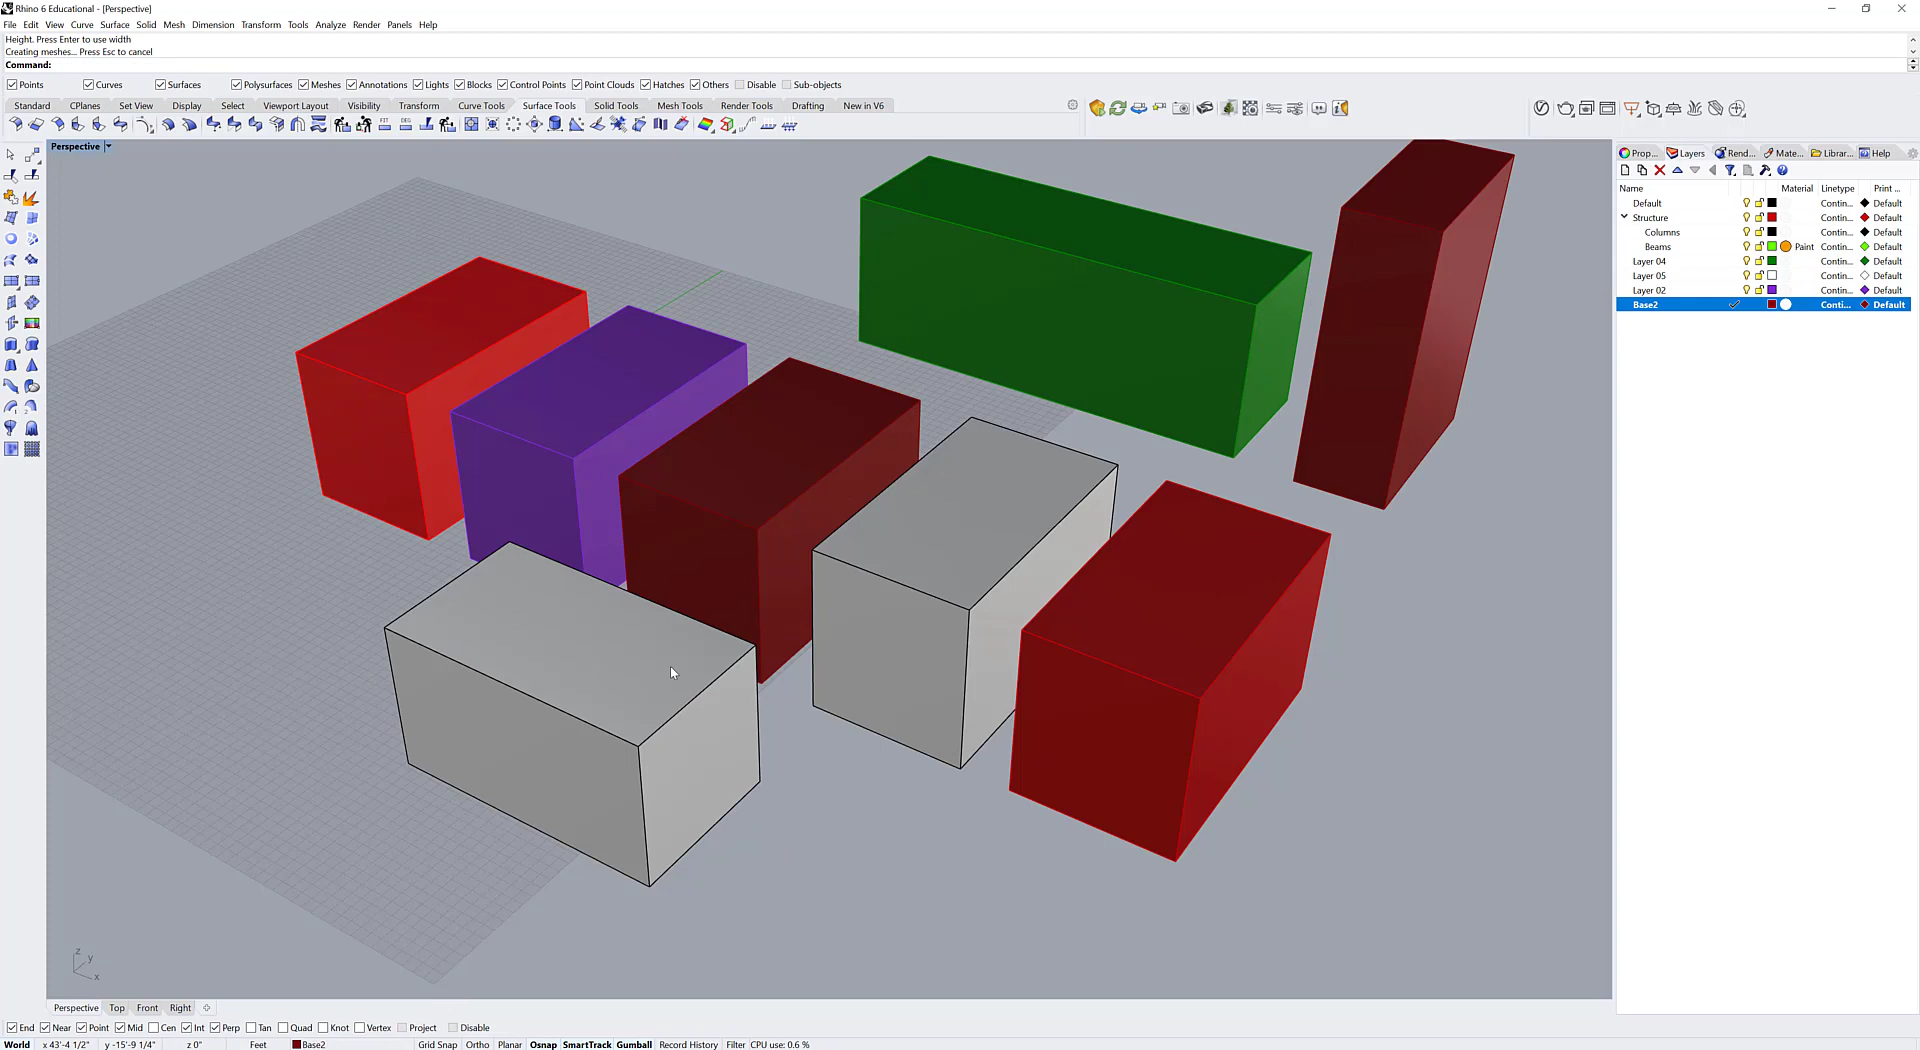 Rhino 6 Educational - [Perspective]
File Edit View Curve Surface Solid Mesh Dimension Transform Tools Analyze Render Panels Help
Height. Press Enter to use width
Creating meshes... Press Esc to cancel
Command:
Points Curves Surfaces Polysurfaces Meshes Annotations Lights Blocks Control Points Point Clouds Hatches Others Disable Sub-objects
Standard CPlanes Set View Display Select Viewport Layout Visibility Transform Curve Tools Surface Tools Solid Tools Mesh Tools Render Tools Drafting New in V6
Perspective
Prop... Layers Rend... Mate... Librar... Help
Name Material Linetype Print ...
Default Contin... Default
Structure Contin... Default
Columns Contin... Default
Beams Paint Contin... Default
Layer 04 Contin... Default
Layer 05 Contin... Default
Layer 02 Contin... Default
Base2 Conti... Default
z
y
x
Perspective Top Front Right
End Near Point Mid Cen Int Perp Tan Quad Knot Vertex Project Disable
World x 43'-4 1/2" y -15'-9 1/4" z 0" Feet Base2 Grid Snap Ortho Planar Osnap SmartTrack Gumball Record History Filter CPU use: 0.6 %